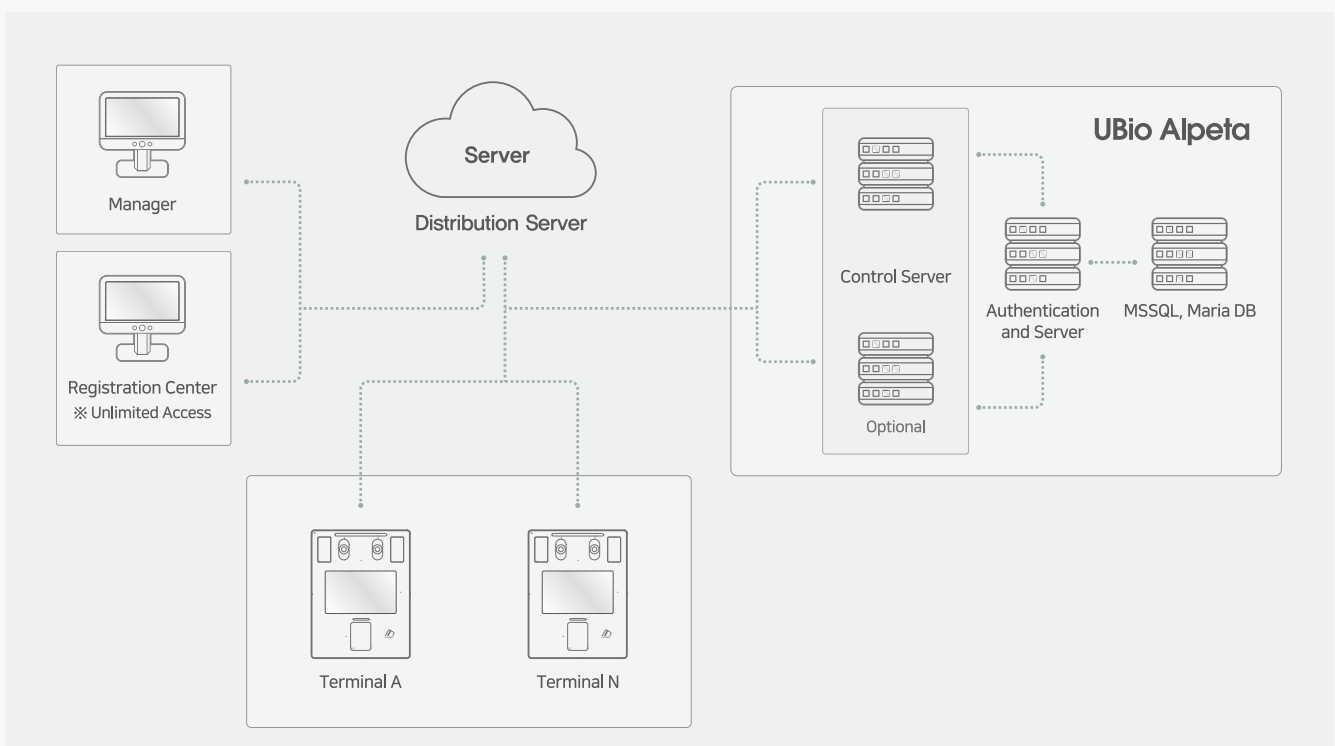 Manager
Registration Center
※ Unlimited Access
Server
Distribution Server
UBio Alpeta
Control Server
Optional
Authentication
and Server
MSSQL, Maria DB
Terminal A
Terminal N